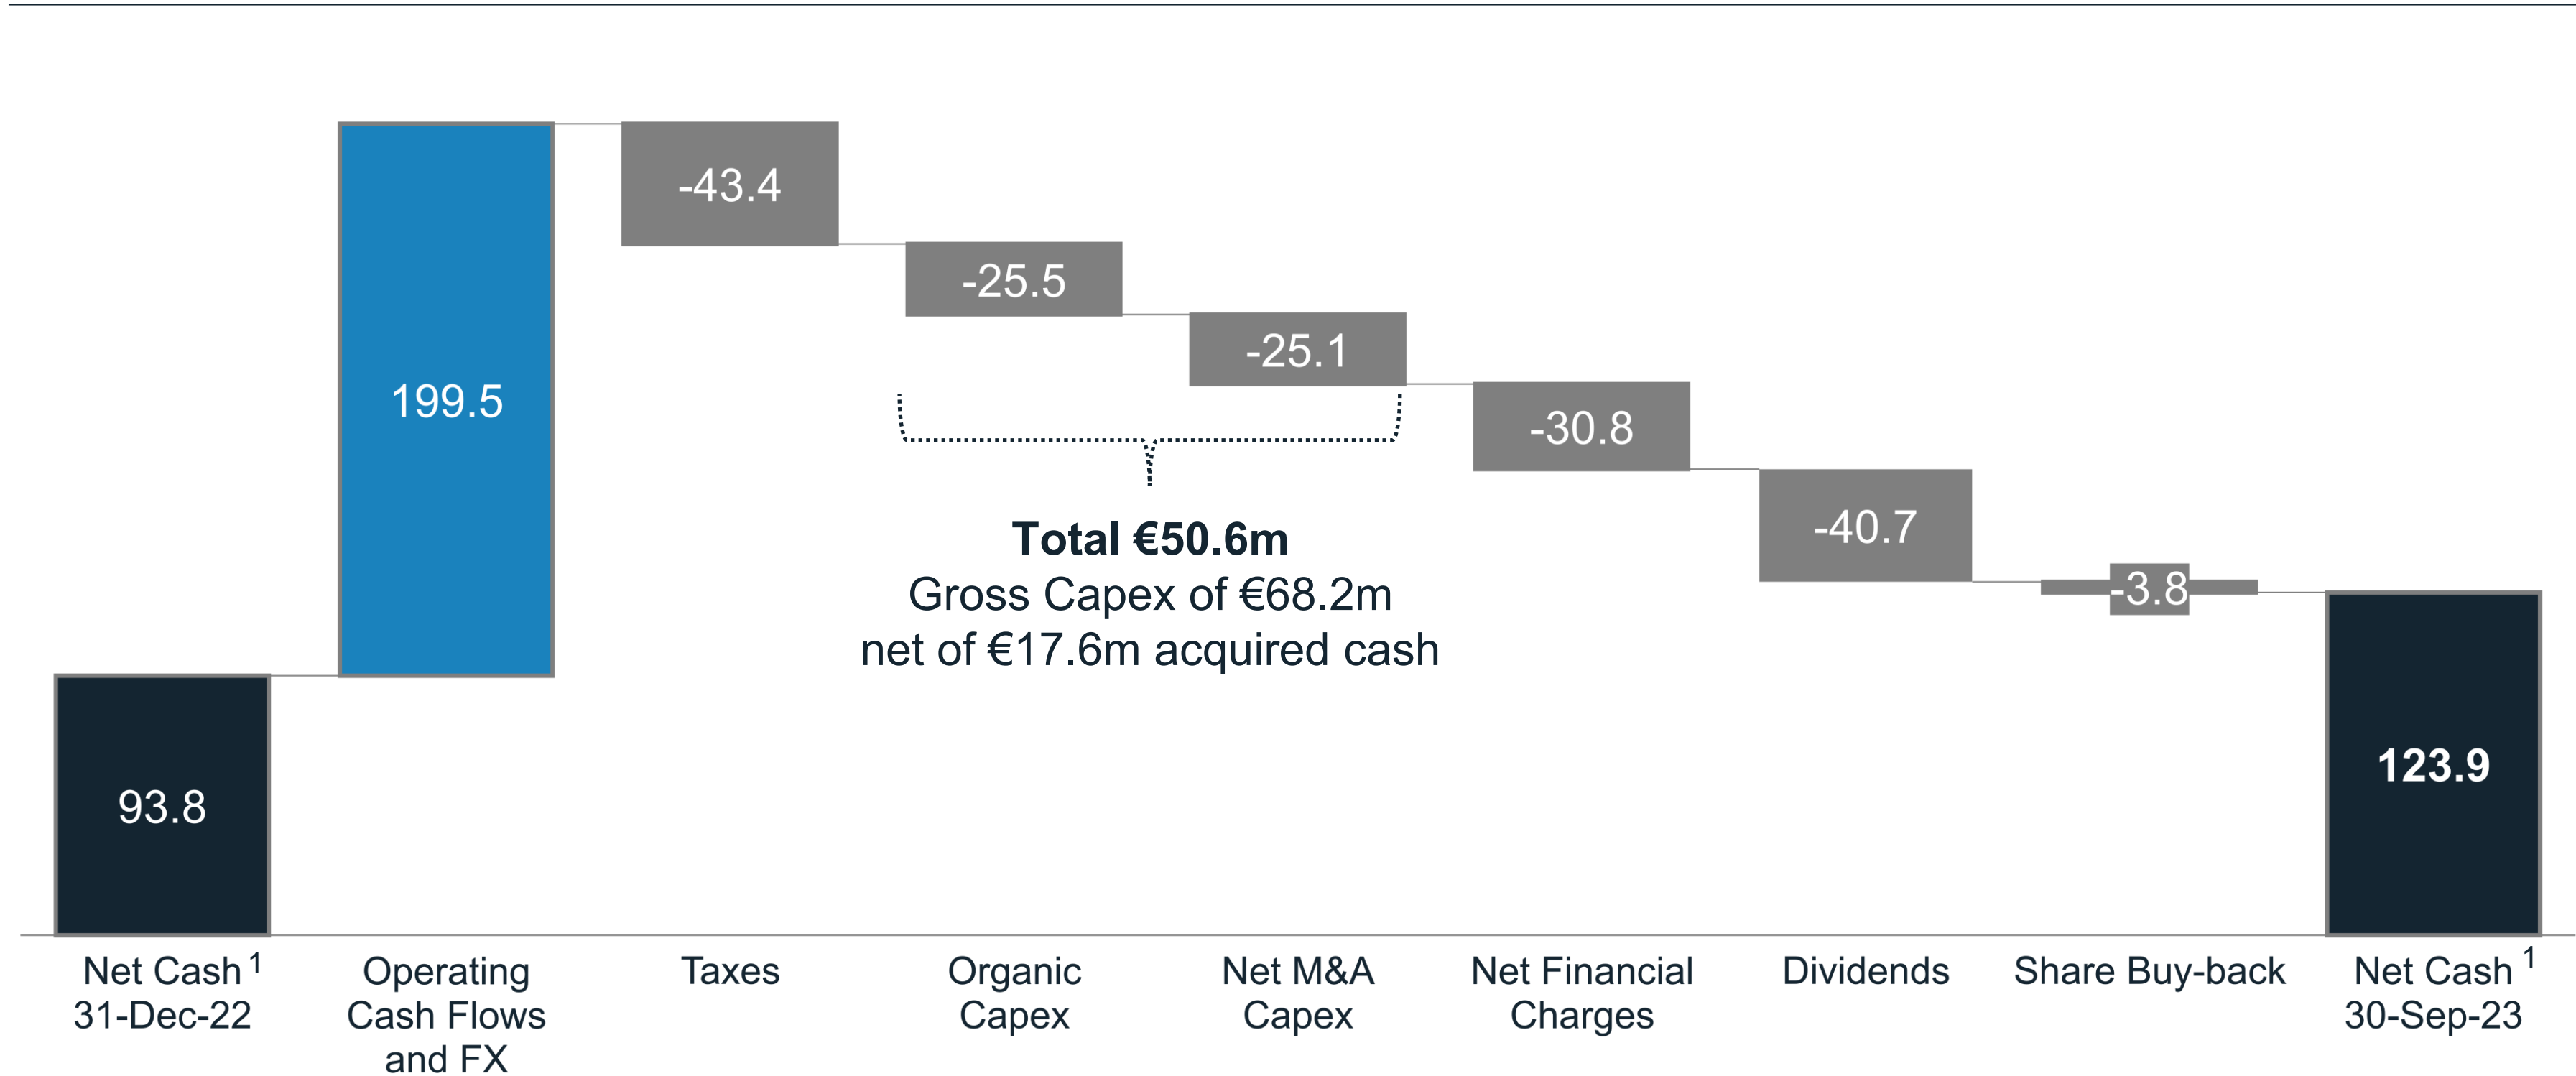 -43.4
-25.5
-25.1
199.5
-30.8
-40.7
Total €50.6m
Gross Capex of €68.2m
net of €17.6m acquired cash
-3.8
123.9
93.8
Net Cash 1
31-Dec-22
Operating
Cash Flows
and FX
Taxes
Organic
Capex
Net M&A
Capex
Net Financial
Charges
Dividends
Share Buy-back
Net Cash 1
30-Sep-23